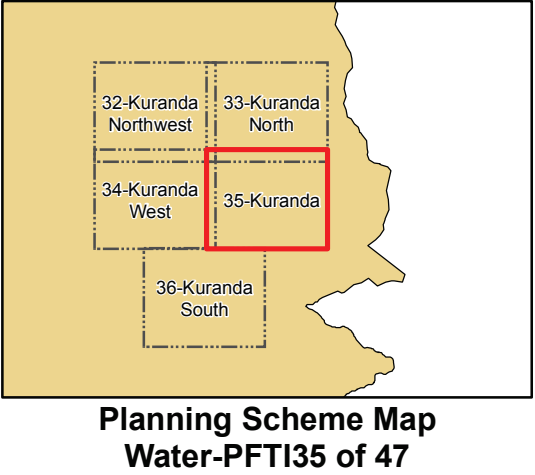 32-Kuranda
Northwest
33-Kuranda
North
34-Kuranda
West
35-Kuranda
36-Kuranda
South
Planning Scheme Map
Water-PFTI35 of 47